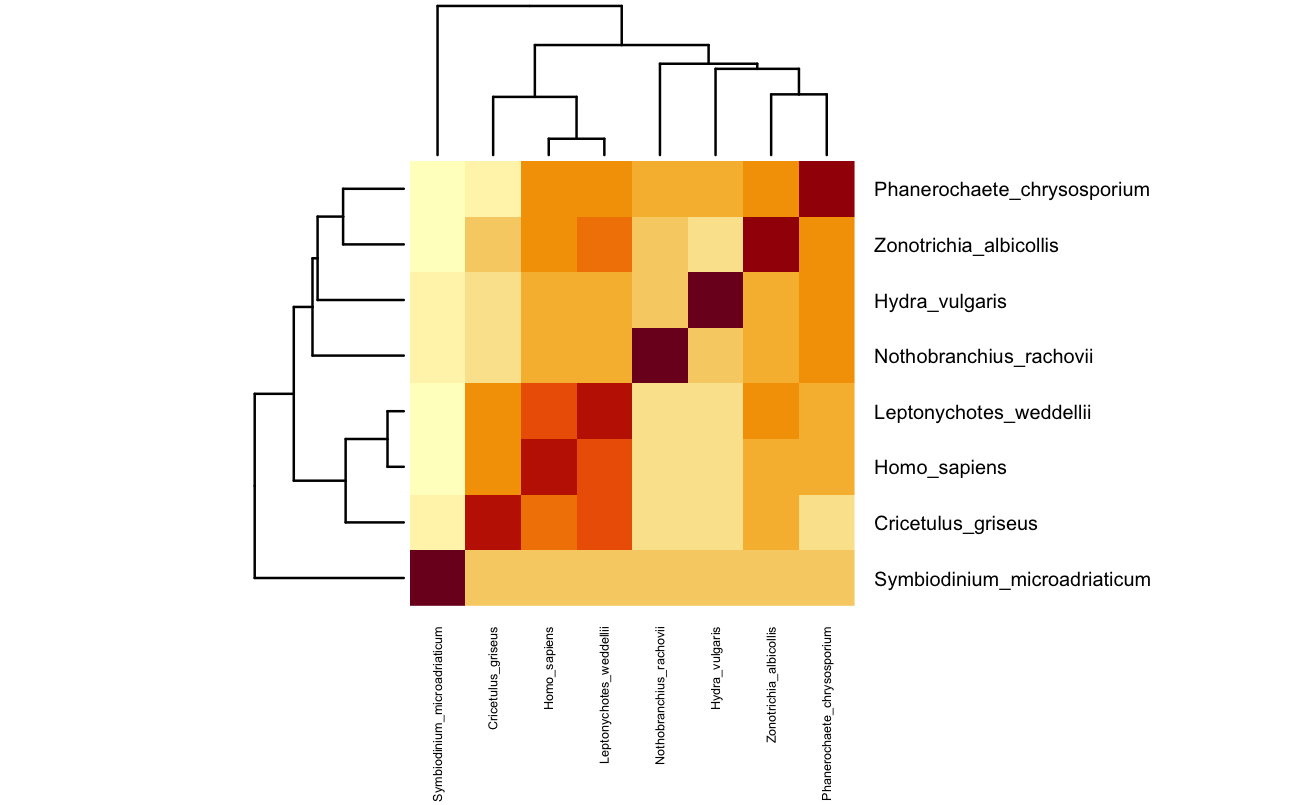 Phanerochaete_chrysosporium
Zonotrichia_albicollis
Hydra_vulgaris
Nothobranchius_rachovii
Leptonychotes_weddellii
Homo_sapiens
Cricetulus_griseus
Symbiodinium_microadriaticum
Symbiodinium_microadriaticum
Cricetulus_griseus
Homo_sapiens
Leptonychotes_weddellii
Nothobranchius_rachovii
Hydra_vulgaris
Zonotrichia_albicollis
Phanerochaete_chrysosporium